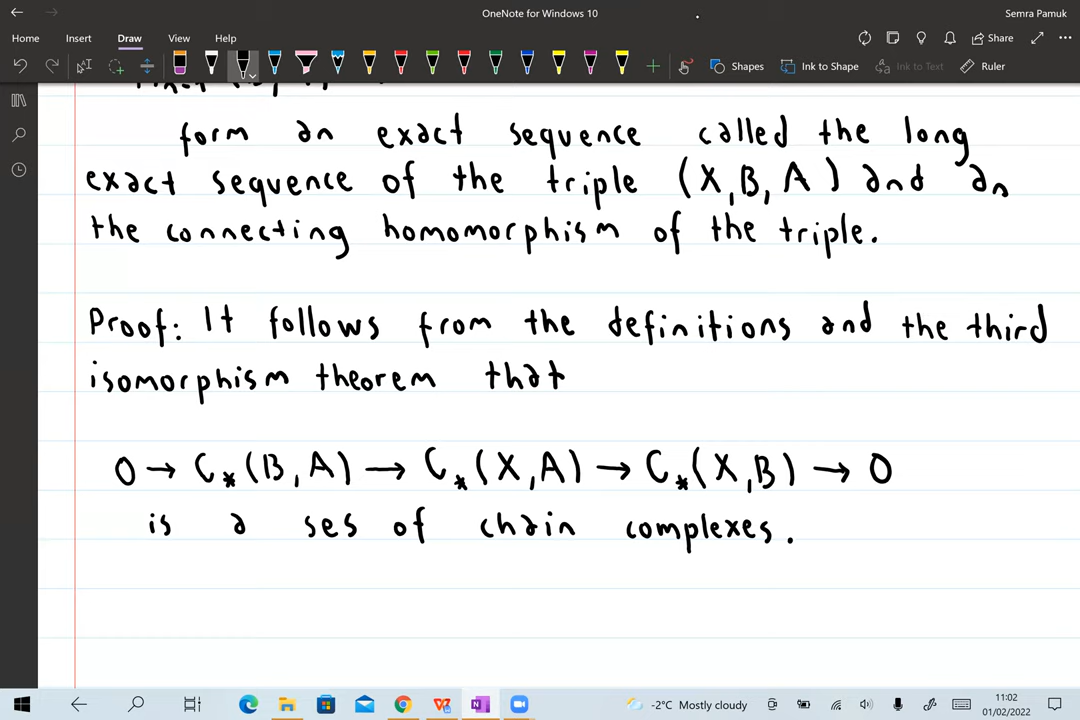 OneNote for Windows 10
Semra Pamuk
Home Insert Draw View Help
Share
Shapes Ink to Shape Ink to Text Ruler
form an exact sequence called the long
exact sequence of the triple (X, B, A) and ∂n
the connecting homomorphism of the triple.
Proof: It follows from the definitions and the third
isomorphism theorem that
0 → C_*(B, A) → C_*(X, A) → C_*(X, B) → 0
is a ses of chain complexes.
-2°C Mostly cloudy
11:02
01/02/2022